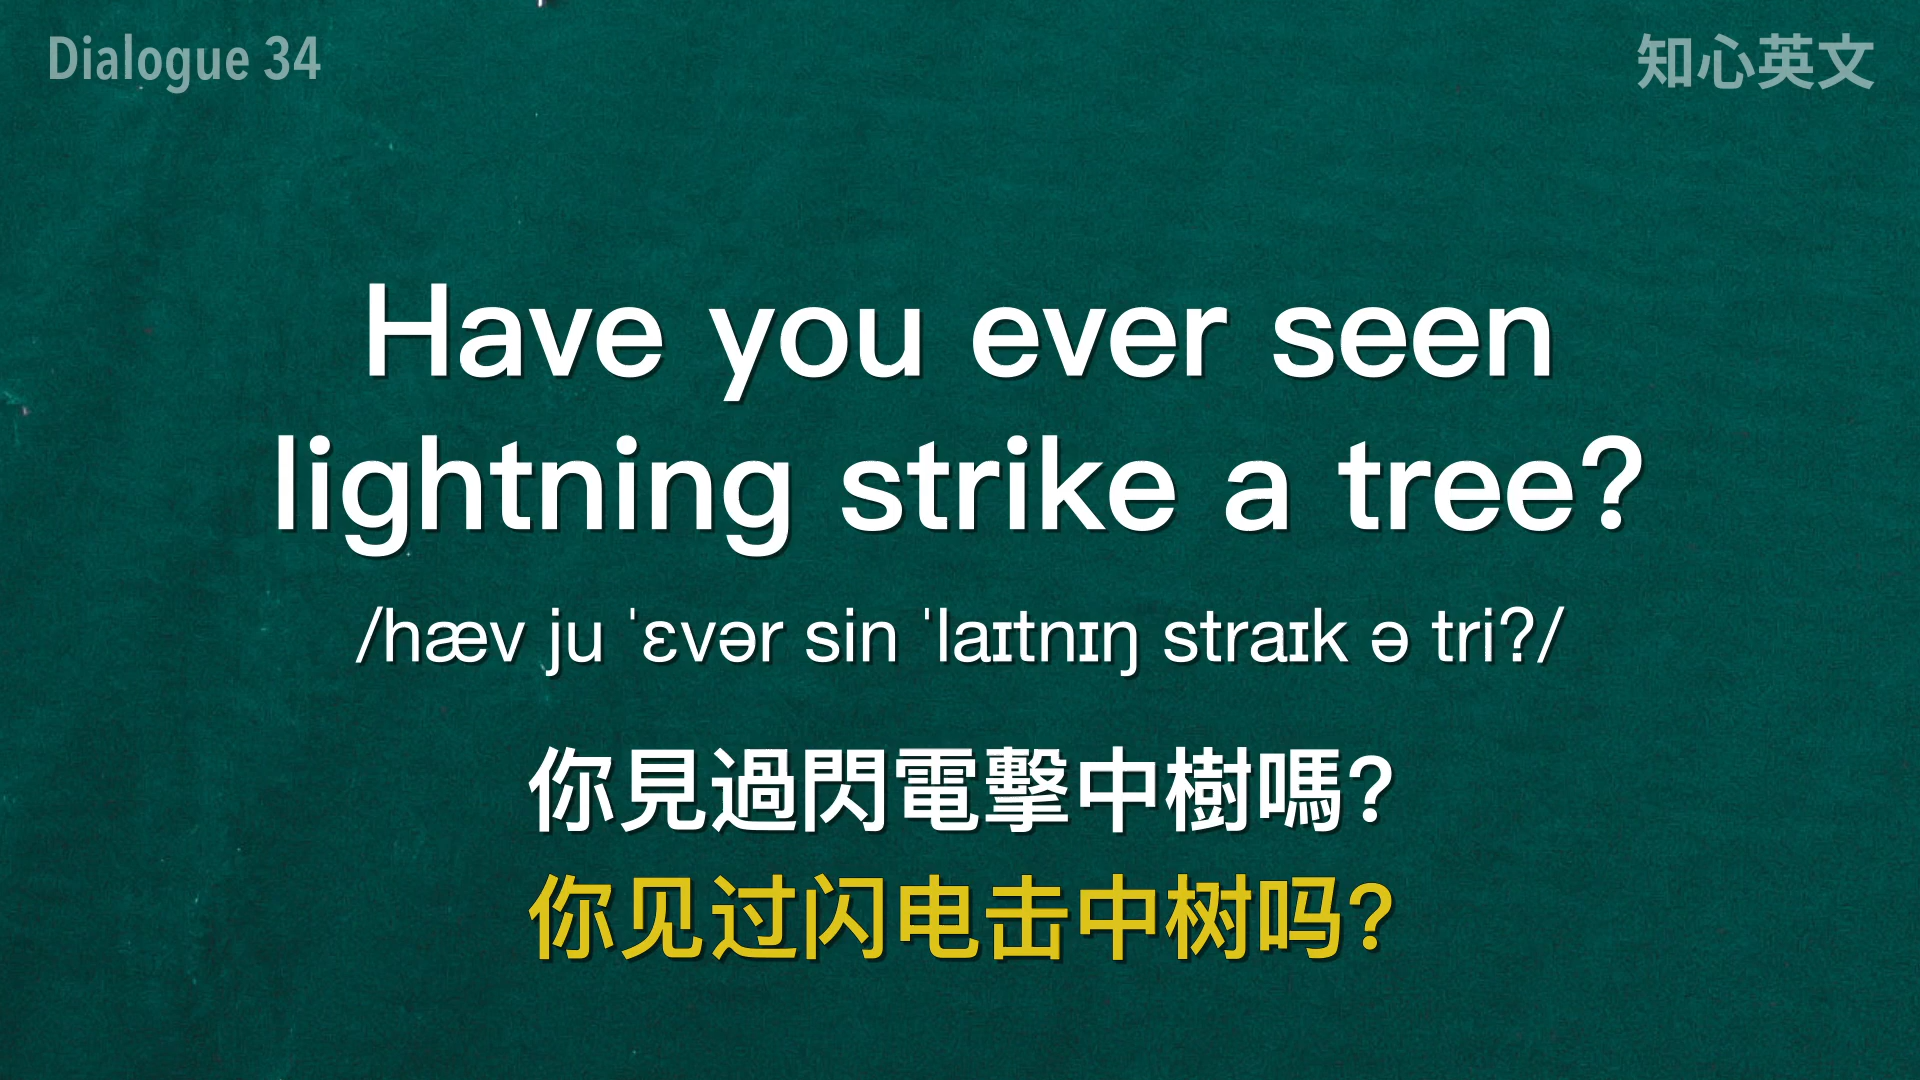 Dialogue 34
知心英文
Have you ever seen
lightning strike a tree?
/hæv ju ˈɛvər sin ˈlaɪtnɪŋ straɪk ə tri?/
你見過閃電擊中樹嗎?
你见过闪电击中树吗?